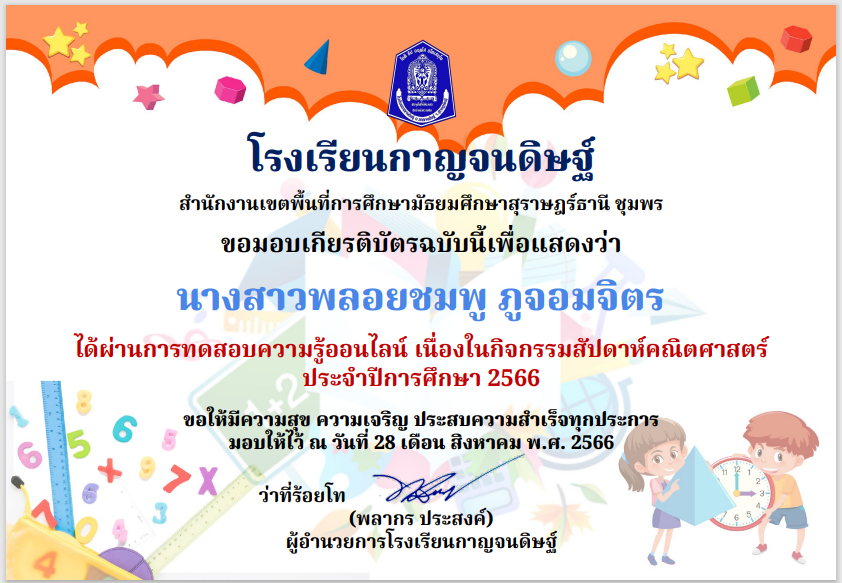 โรงเรียนกาญจนดิษฐ์
สำนักงานเขตพื้นที่การศึกษามัธยมศึกษาสุราษฎร์ธานี ชุมพร
ขอมอบเกียรติบัตรฉบับนี้เพื่อแสดงว่า
นางสาวพลอยชมพู ภูจอมจิตร
ได้ผ่านการทดสอบความรู้ออนไลน์ เนื่องในกิจกรรมสัปดาห์คณิตศาสตร์
ประจำปีการศึกษา 2566
ขอให้มีความสุข ความเจริญ ประสบความสำเร็จทุกประการ
มอบให้ไว้ ณ วันที่ 28 เดือน สิงหาคม พ.ศ. 2566
ว่าที่ร้อยโท
(พลากร ประสงค์)
ผู้อำนวยการโรงเรียนกาญจนดิษฐ์